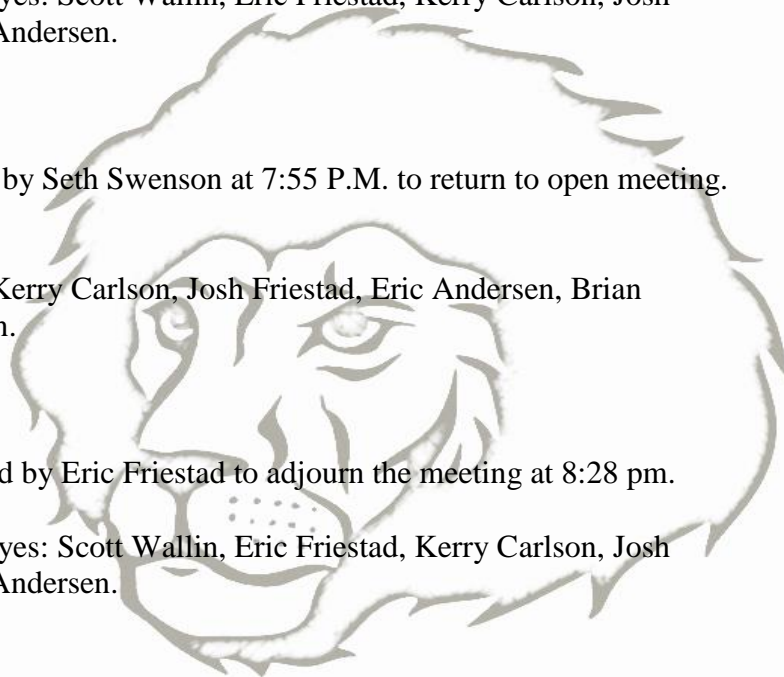 yes: Scott Wallin, Eric Friestad, Kerry Carlson, Josh
Andersen.
by Seth Swenson at 7:55 P.M. to return to open meeting.
Kerry Carlson, Josh Friestad, Eric Andersen, Brian
n.
d by Eric Friestad to adjourn the meeting at 8:28 pm.
yes: Scott Wallin, Eric Friestad, Kerry Carlson, Josh
Andersen.